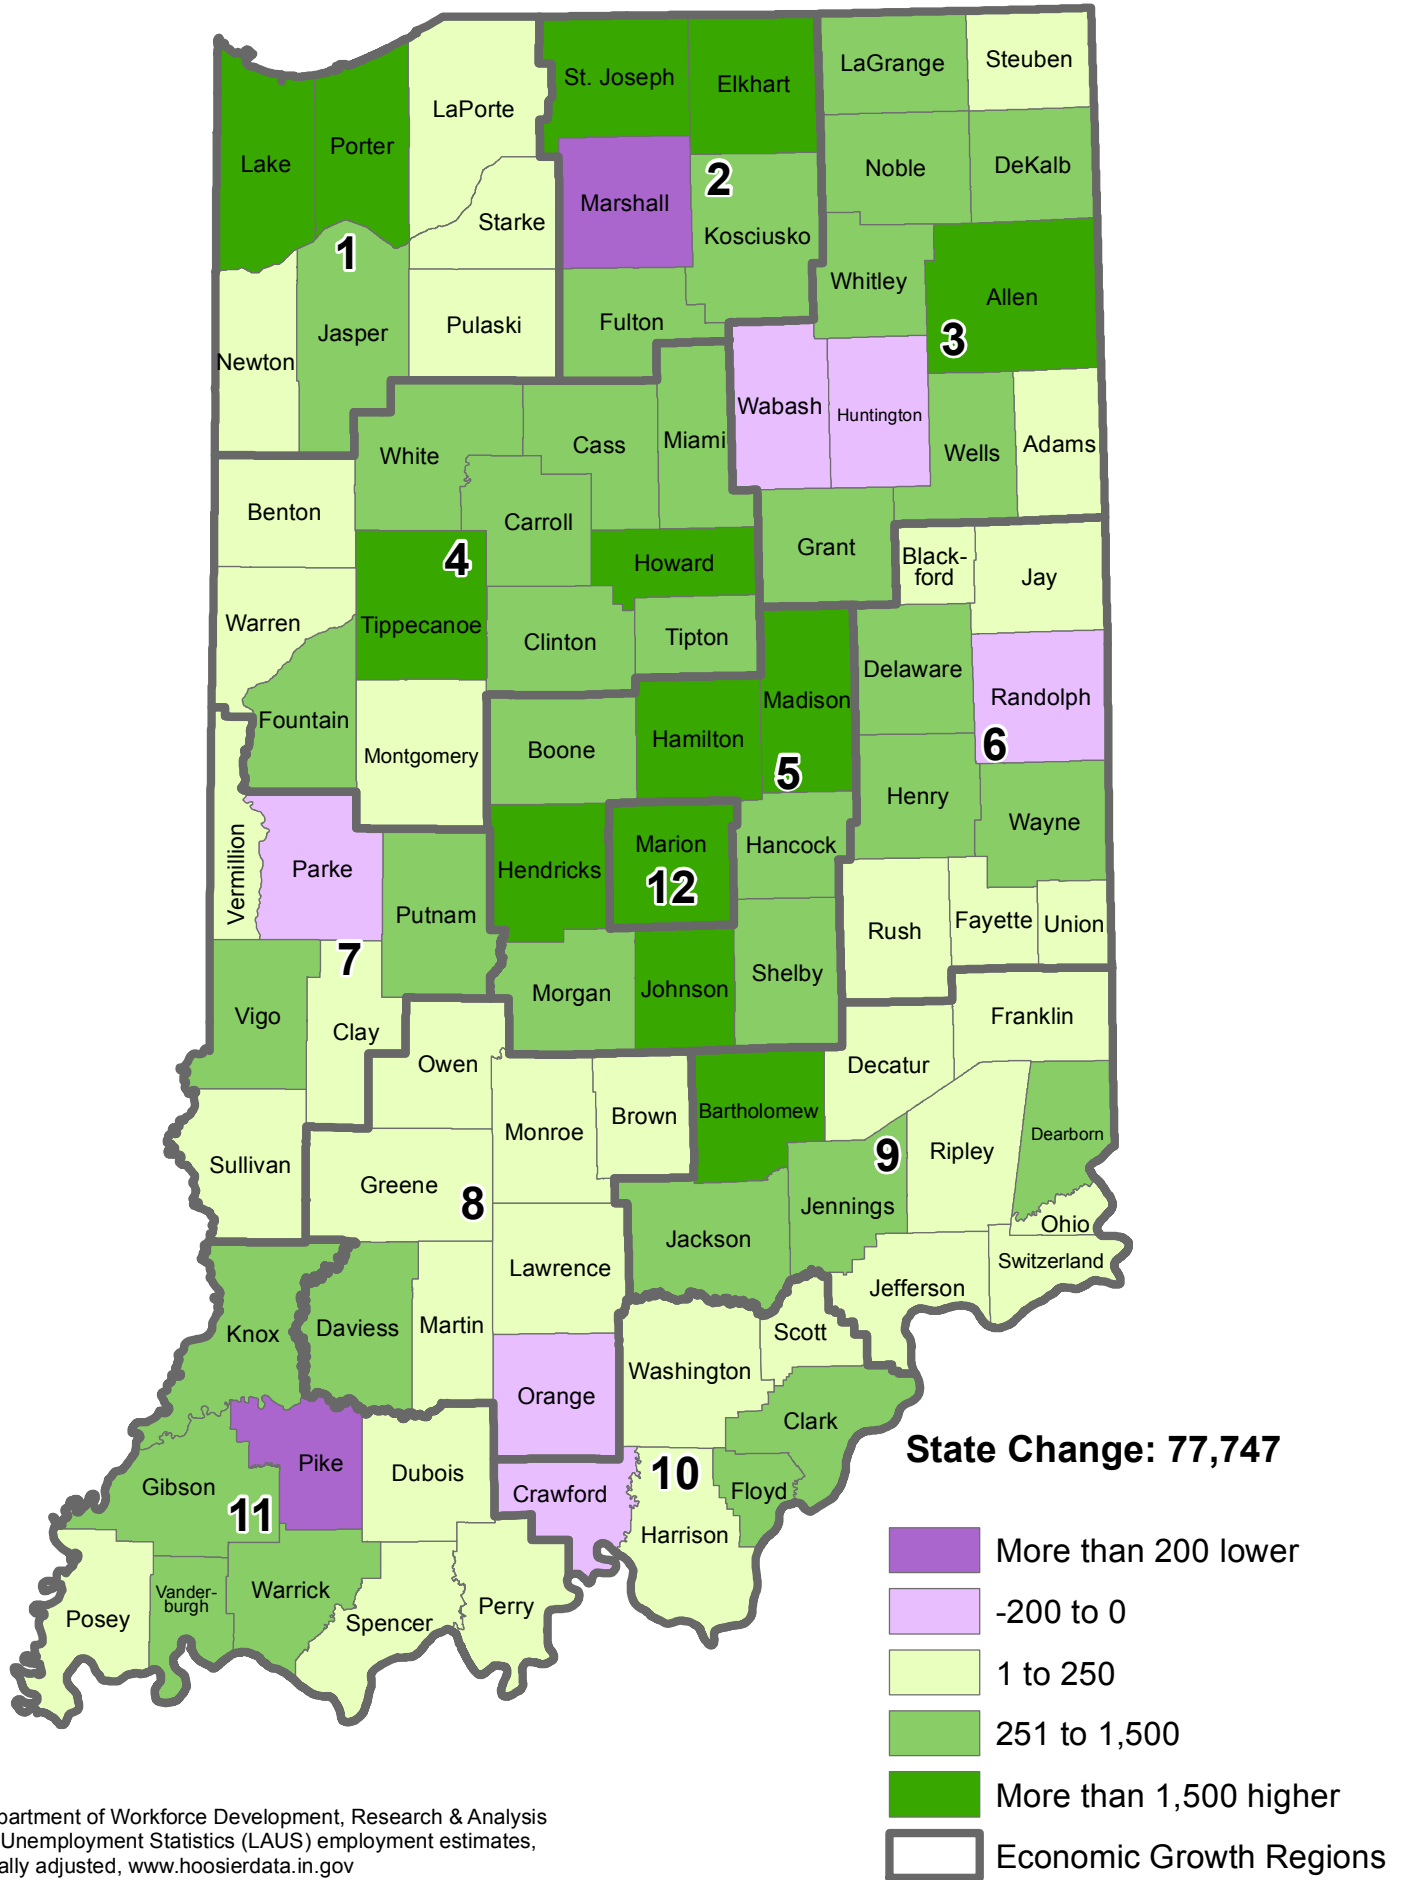 Steuben
LaGrange
St. Joseph
Elkhart
LaPorte
Porter
Lake
Noble
DeKalb
2
Marshall
Starke
Kosciusko
1
Whitley
Allen
Jasper
Pulaski
Fulton
3
Newton
Wabash
Huntington
White
Cass
Miami
Wells
Adams
Benton
Carroll
Grant
4
Howard
Black-
ford
Jay
Warren
Tippecanoe
Clinton
Tipton
Delaware
Randolph
Madison
Fountain
Hamilton
Boone
Montgomery
5
6
Henry
Wayne
Vermillion
Parke
Hendricks
Marion
12
Hancock
Putnam
Rush
Fayette
Union
7
Morgan
Johnson
Shelby
Vigo
Clay
Franklin
Owen
Decatur
Monroe
Brown
Bartholomew
Dearborn
Sullivan
Greene
8
9
Ripley
Jennings
Jackson
Ohio
Switzerland
Lawrence
Jefferson
Knox
Daviess
Martin
Scott
Washington
Orange
Clark
Pike
Dubois
State Change: 77,747
Gibson
11
Crawford
10
Floyd
Harrison
More than 200 lower
Vander-
burgh
Warrick
Posey
Spencer
Perry
-200 to 0
1 to 250
251 to 1,500
More than 1,500 higher
Economic Growth Regions
partment of Workforce Development, Research & Analysis
Unemployment Statistics (LAUS) employment estimates,
ally adjusted, www.hoosierdata.in.gov